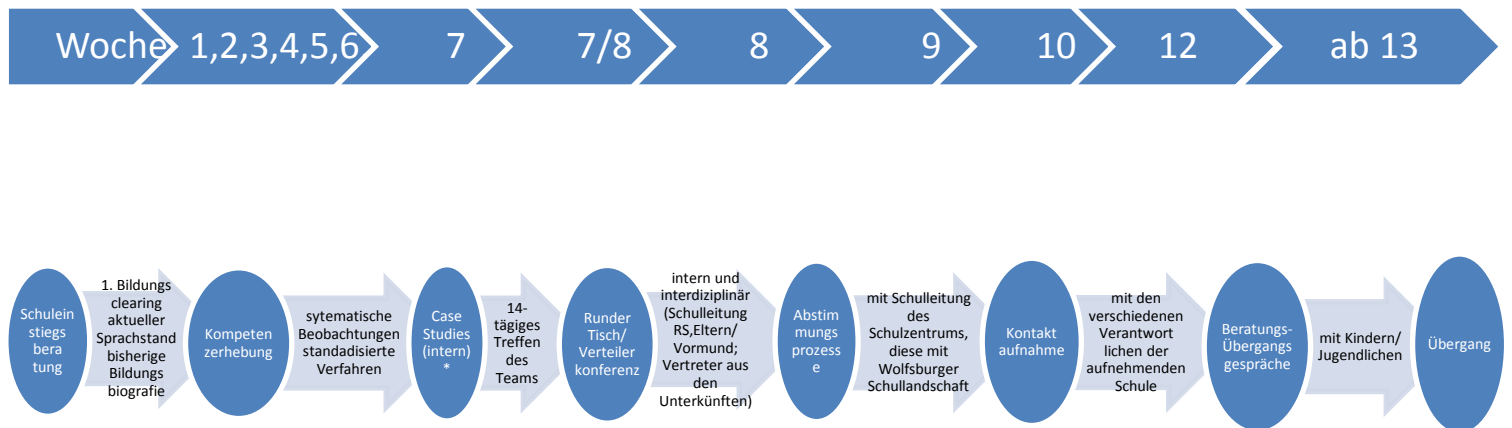 Woche
1,2,3,4,5,6
7
7/8
8
9
10
12
ab 13
Schulein
stiegs
bera
tung
1. Bildungs
clearing
aktueller
Sprachstand
bisherige
Bildungs
biografie
Kompeten
zerhebung
sytematische
Beobachtungen
standadisierte
Verfahren
Case
Studies
(intern)
*
14-
tägiges
Treffen
des
Teams
Runder
Tisch/
Verteiler
konferenz
intern und
interdiziplinär
(Schulleitung
RS,Eltern/
Vormund;
Vertreter aus
den
Unterkünften)
Abstim
mungs
prozess
e
mit Schulleitung
des
Schulzentrums,
diese mit
Wolfsburger
Schullandschaft
Kontakt
aufnahme
mit den
verschiedenen
Verantwort
lichen der
aufnehmenden
Schule
Beratungs-
Übergangs
gespräche
mit Kindern/
Jugendlichen
Übergang